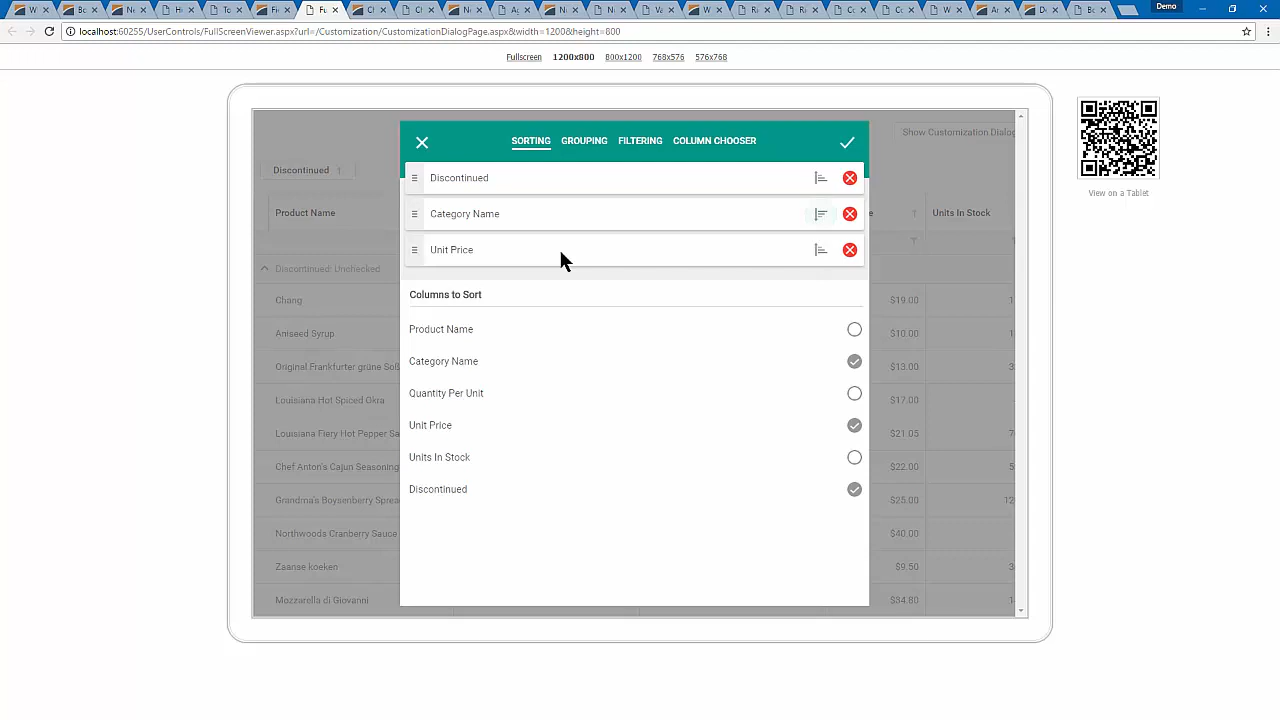 Demo
localhost:60255/UserControls/FullScreenViewer.aspx?url=/Customization/CustomizationDialogPage.aspx&width=1200&height=800
Fullscreen 1200x800 800x1200 768x576 576x768
Show Customization Dialog
SORTING GROUPING FILTERING COLUMN CHOOSER
Discontinued
Discontinued
Category Name
Unit Price
View on a Tablet
Product Name
Units In Stock
Discontinued: Unchecked
Columns to Sort
Product Name
Category Name
Quantity Per Unit
Unit Price
Units In Stock
Discontinued
Chang $19.00
Aniseed Syrup $10.00
Original Frankfurter grüne $13.00
Louisiana Hot Spiced Okra $17.00
Louisiana Fiery Hot Pepper $21.05
Chef Anton's Cajun Seasoning $22.00
Grandma's Boysenberry $25.00
Northwoods Cranberry Sauce $40.00
Zaanse koeken $9.50
Mozzarella di Giovanni $34.80